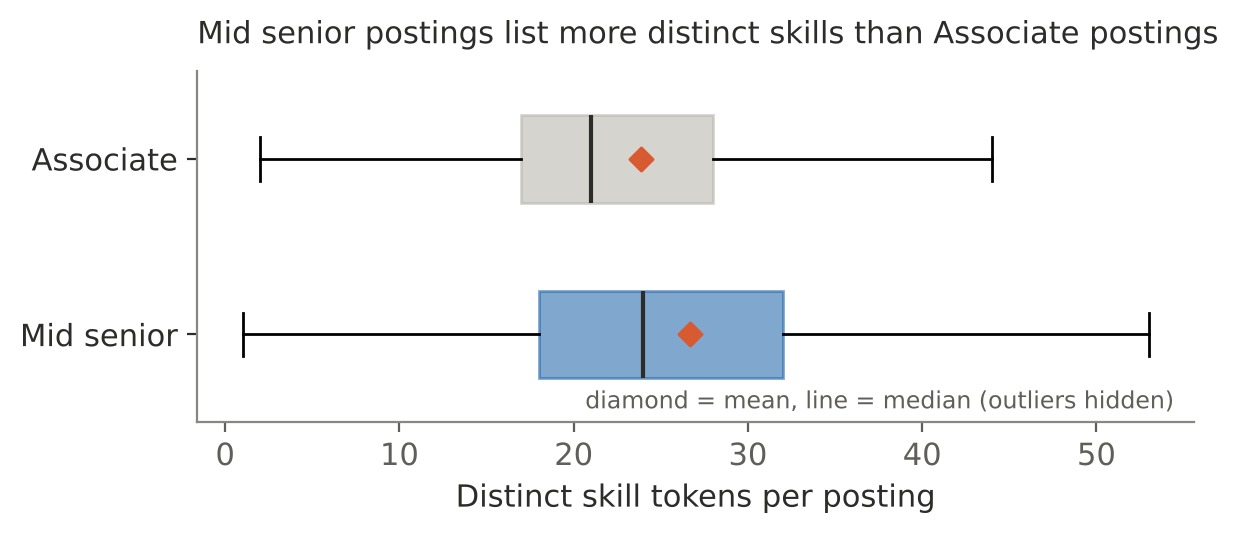 Mid senior postings list more distinct skills than Associate postings
Associate
Mid senior
diamond = mean, line = median (outliers hidden)
0 10 20 30 40 50
Distinct skill tokens per posting